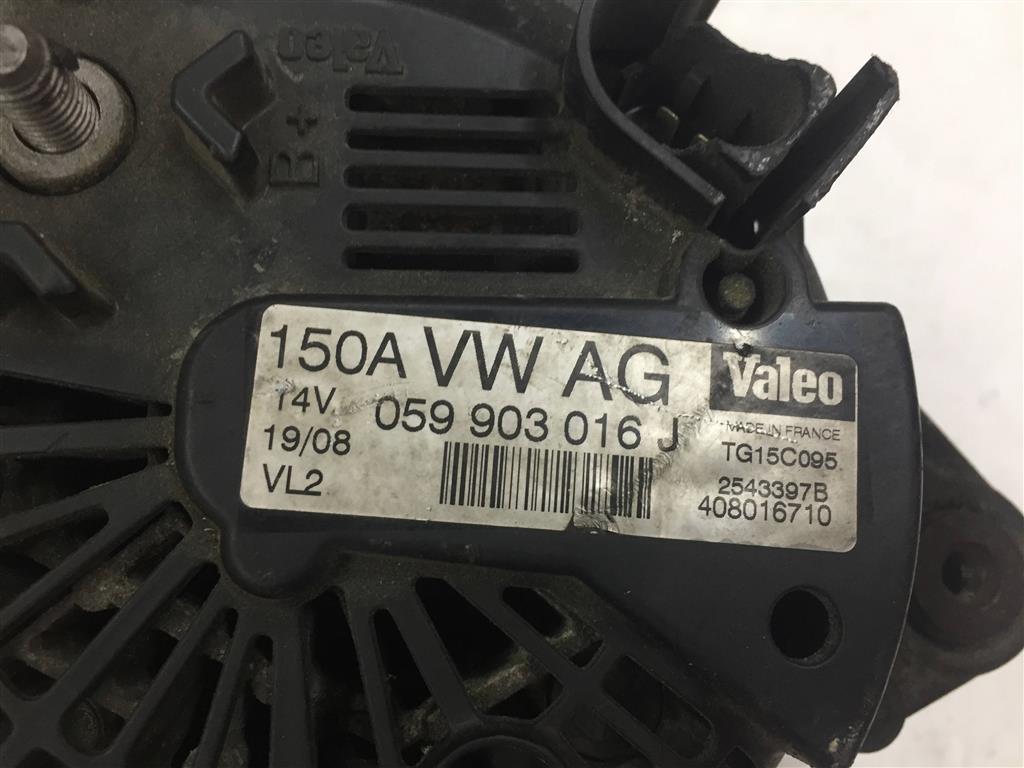 Valeo
B+
150A VW AG
Valeo
14V
059 903 016 J
MADE IN FRANCE
19/08
TG15C095
VL2
2543397B
408016710